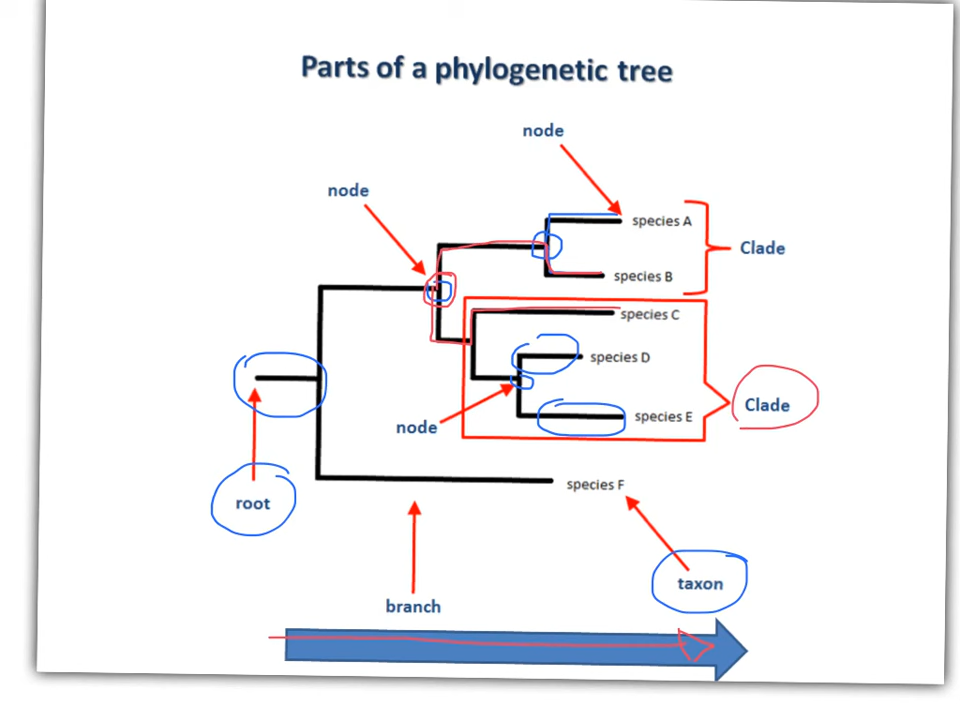 Parts of a phylogenetic tree
node
node
species A
Clade
species B
species C
species D
Clade
node
species E
species F
root
taxon
branch